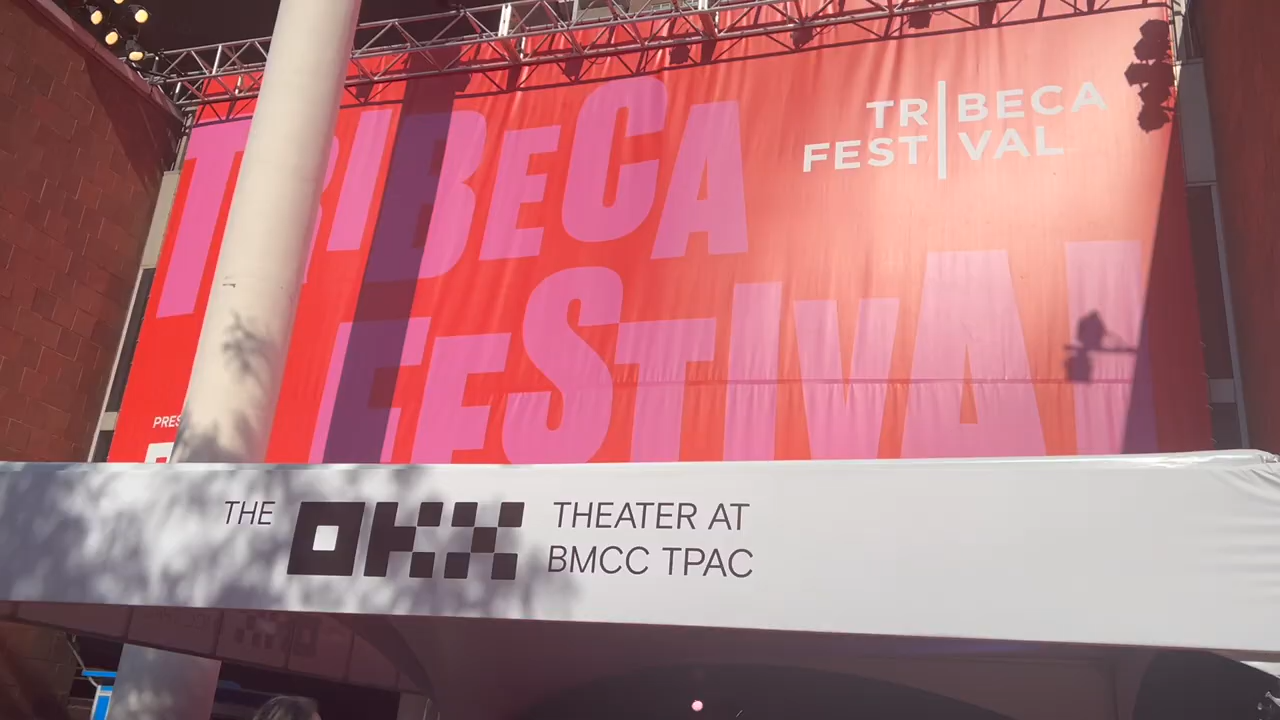 TRIBECA
FESTIVAL
TRIBECA
FESTIVAL
THE OKX THEATER AT
BMCC TPAC